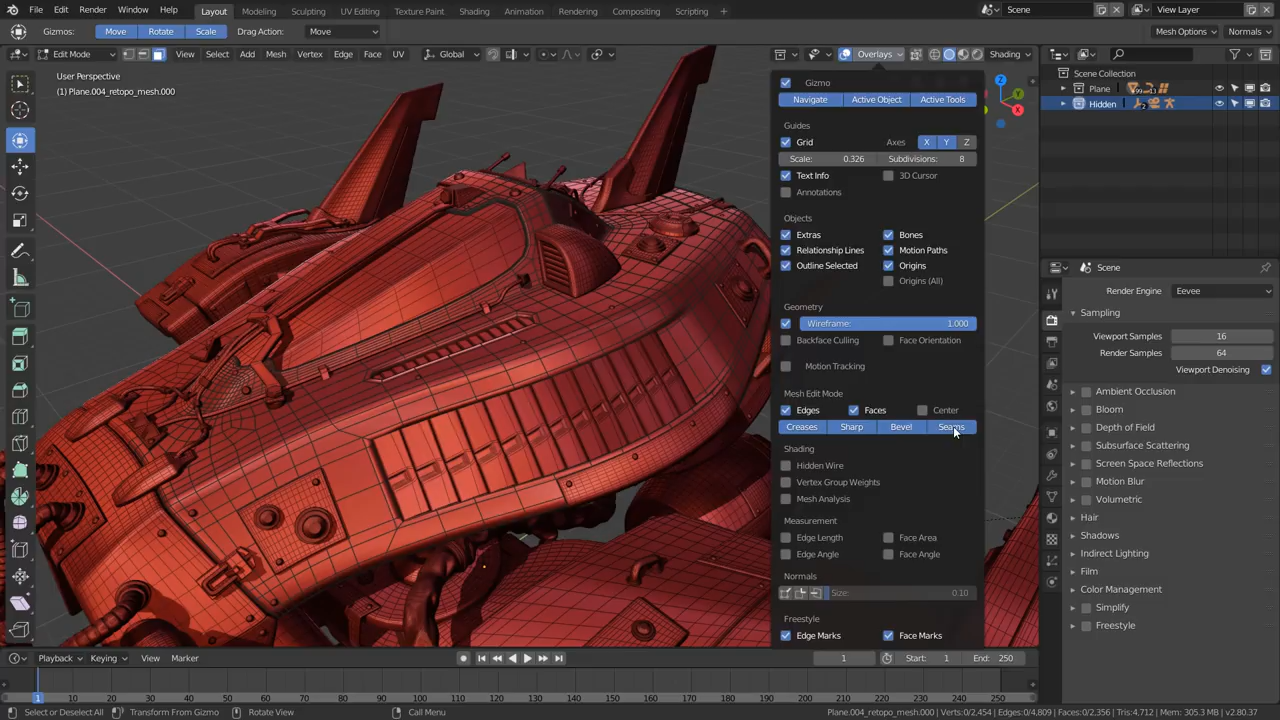 File Edit Render Window Help Layout Modeling Sculpting UV Editing Texture Paint Shading Animation Rendering Compositing Scripting + Scene View Layer
Gizmos: Move Rotate Scale Drag Action: Move Mesh Options Normals
Edit Mode View Select Add Mesh Vertex Edge Face UV Global Overlays Shading
User Perspective
(1) Plane.004_retopo_mesh.000
Gizmo
Navigate Active Object Active Tools
Guides
Grid Axes X Y Z
Scale: 0.326 Subdivisions: 8
Text Info 3D Cursor
Annotations
Objects
Extras Bones
Relationship Lines Motion Paths
Outline Selected Origins
Origins (All)
Geometry
Wireframe: 1.000
Backface Culling Face Orientation
Motion Tracking
Mesh Edit Mode
Edges Faces Center
Creases Sharp Bevel Seams
Shading
Hidden Wire
Vertex Group Weights
Mesh Analysis
Measurement
Edge Length Face Area
Edge Angle Face Angle
Normals
Size: 0.10
Freestyle
Edge Marks Face Marks
Z
Y
X
Scene Collection
Plane
Hidden
Scene
Render Engine Eevee
Sampling
Viewport Samples 16
Render Samples 64
Viewport Denoising
Ambient Occlusion
Bloom
Depth of Field
Subsurface Scattering
Screen Space Reflections
Motion Blur
Volumetric
Hair
Shadows
Indirect Lighting
Film
Color Management
Simplify
Freestyle
Playback Keying View Marker 1 Start: 1 End: 250
1 10 20 30 40 50 60 70 80 90 100 110 120 130 140 150 160 170 180 190 200 210 220 230 240 250
Select or Deselect All Transform From Gizmo Rotate View Call Menu Plane.004_retopo_mesh.000 | Verts:0/2,454 | Edges:0/4,809 | Faces:0/2,356 | Tris:4,712 | Mem: 305.3 MB | v2.80.37